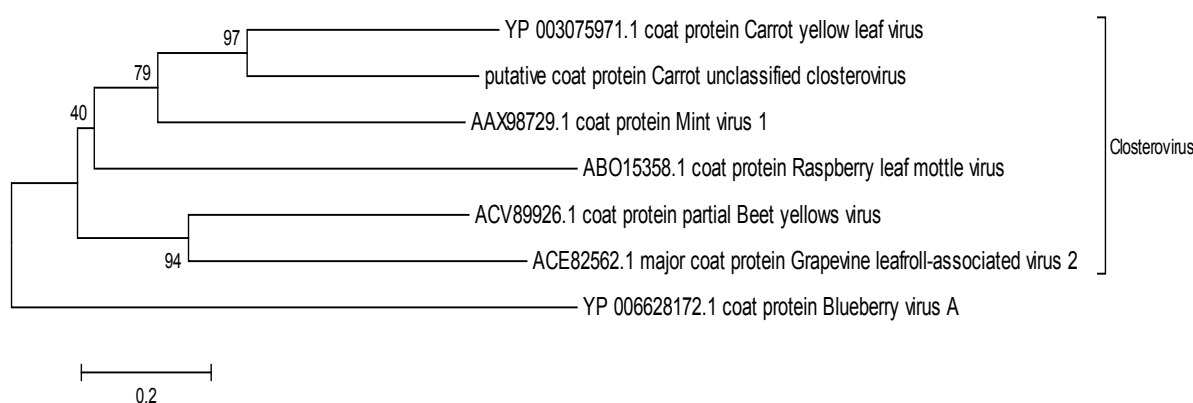 97
YP 003075971.1 coat protein Carrot yellow leaf virus
79
putative coat protein Carrot unclassified closterovirus
40
AAX98729.1 coat protein Mint virus 1
Closterovirus
ABO15358.1 coat protein Raspberry leaf mottle virus
ACV89926.1 coat protein partial Beet yellows virus
94
ACE82562.1 major coat protein Grapevine leafroll-associated virus 2
YP 006628172.1 coat protein Blueberry virus A
0.2